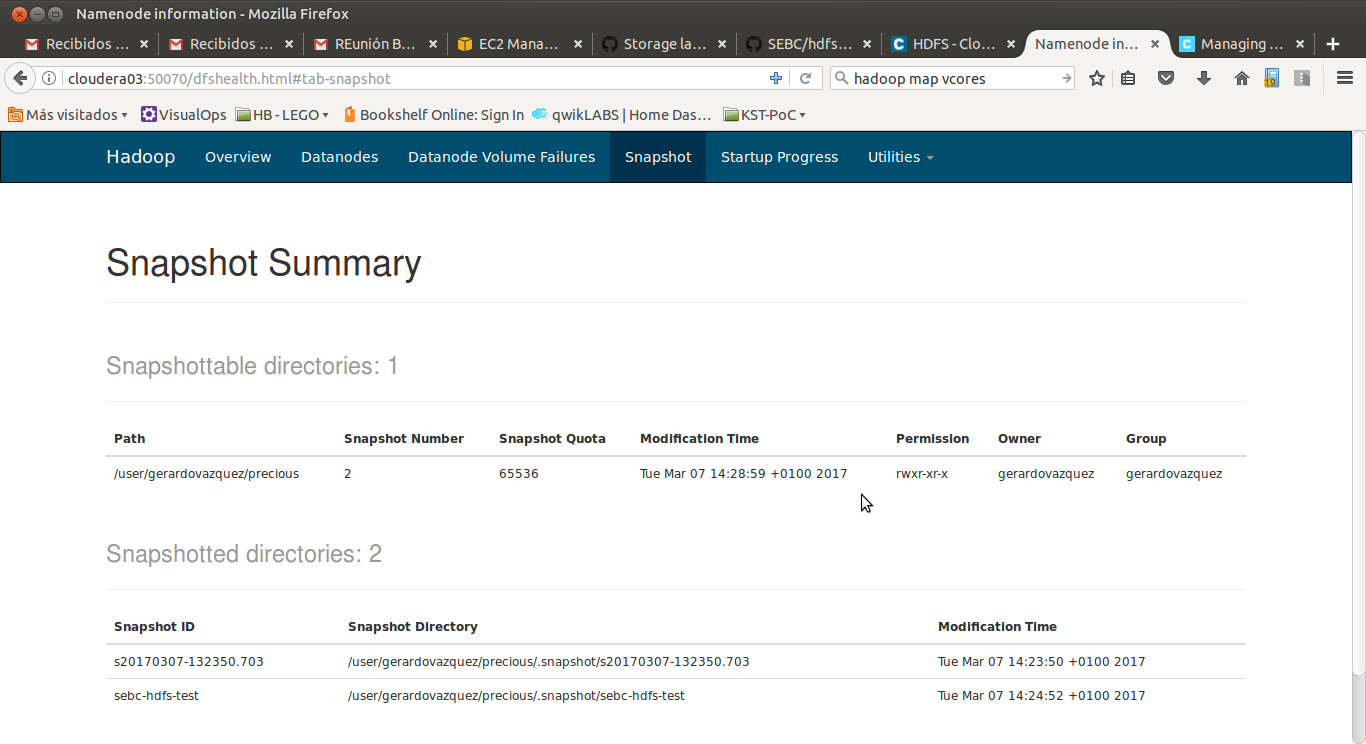 Namenode information - Mozilla Firefox
Recibidos ... Recibidos ... REunión B... EC2 Mana... Storage la... SEBC/hdfs... HDFS - Clo... Namenode in... Managing ...
cloudera03:50070/dfshealth.html#tab-snapshot hadoop map vcores 19
Más visitados VisualOps HB - LEGO Bookshelf Online: Sign In qwikLABS | Home Das... KST-PoC
Hadoop Overview Datanodes Datanode Volume Failures Snapshot Startup Progress Utilities
Snapshot Summary
Snapshottable directories: 1
Path Snapshot Number Snapshot Quota Modification Time Permission Owner Group
/user/gerardovazquez/precious 2 65536 Tue Mar 07 14:28:59 +0100 2017 rwxr-xr-x gerardovazquez gerardovazquez
Snapshotted directories: 2
Snapshot ID Snapshot Directory Modification Time
s20170307-132350.703 /user/gerardovazquez/precious/.snapshot/s20170307-132350.703 Tue Mar 07 14:23:50 +0100 2017
sebc-hdfs-test /user/gerardovazquez/precious/.snapshot/sebc-hdfs-test Tue Mar 07 14:24:52 +0100 2017